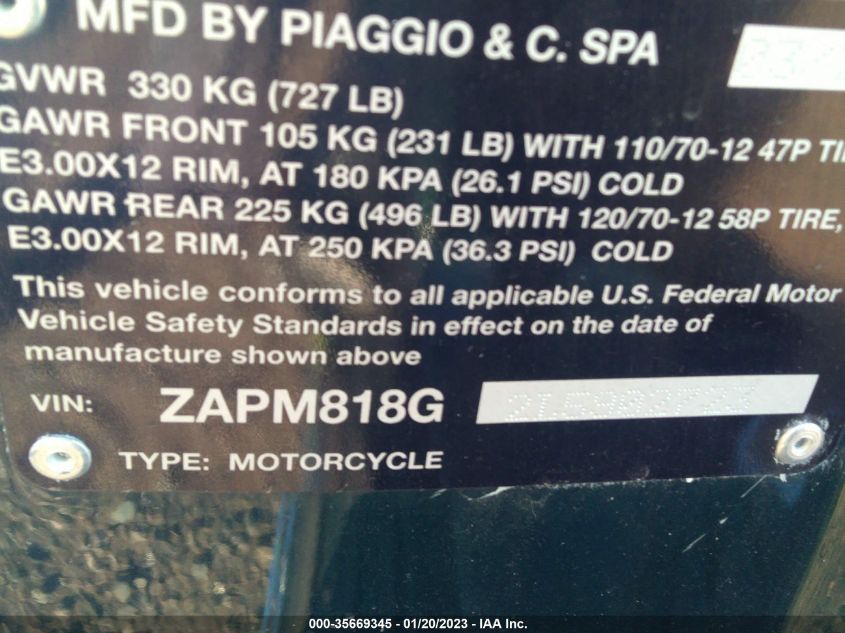 MFD BY PIAGGIO & C. SPA
GVWR 330 KG (727 LB)
GAWR FRONT 105 KG (231 LB) WITH 110/70-12 47P
E3.00X12 RIM, AT 180 KPA (26.1 PSI) COLD
GAWR REAR 225 KG (496 LB) WITH 120/70-12 58P TIRE,
E3.00X12 RIM, AT 250 KPA (36.3 PSI) COLD
This vehicle conforms to all applicable U.S. Federal Motor
Vehicle Safety Standards in effect on the date of
manufacture shown above
VIN: ZAPM818G
TYPE: MOTORCYCLE
000-35669345 - 01/20/2023 - IAA Inc.